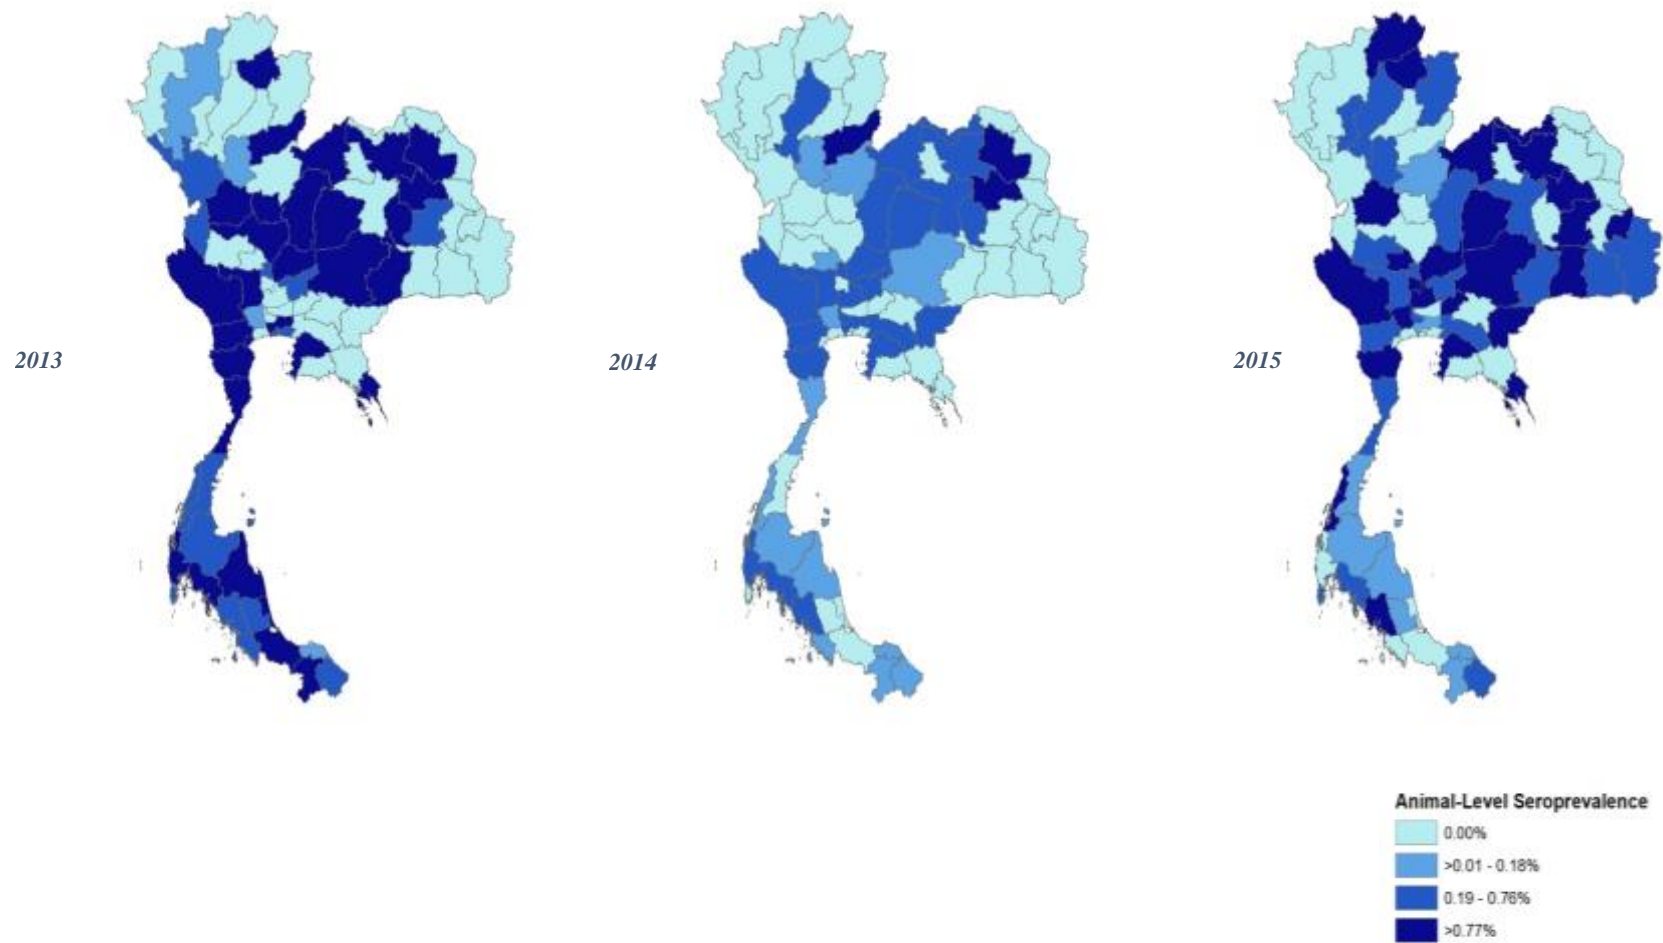 2013
2014
2015
Animal-Level Seroprevalence
0.00%
>0.01 - 0.18%
0.19 - 0.76%
>0.77%